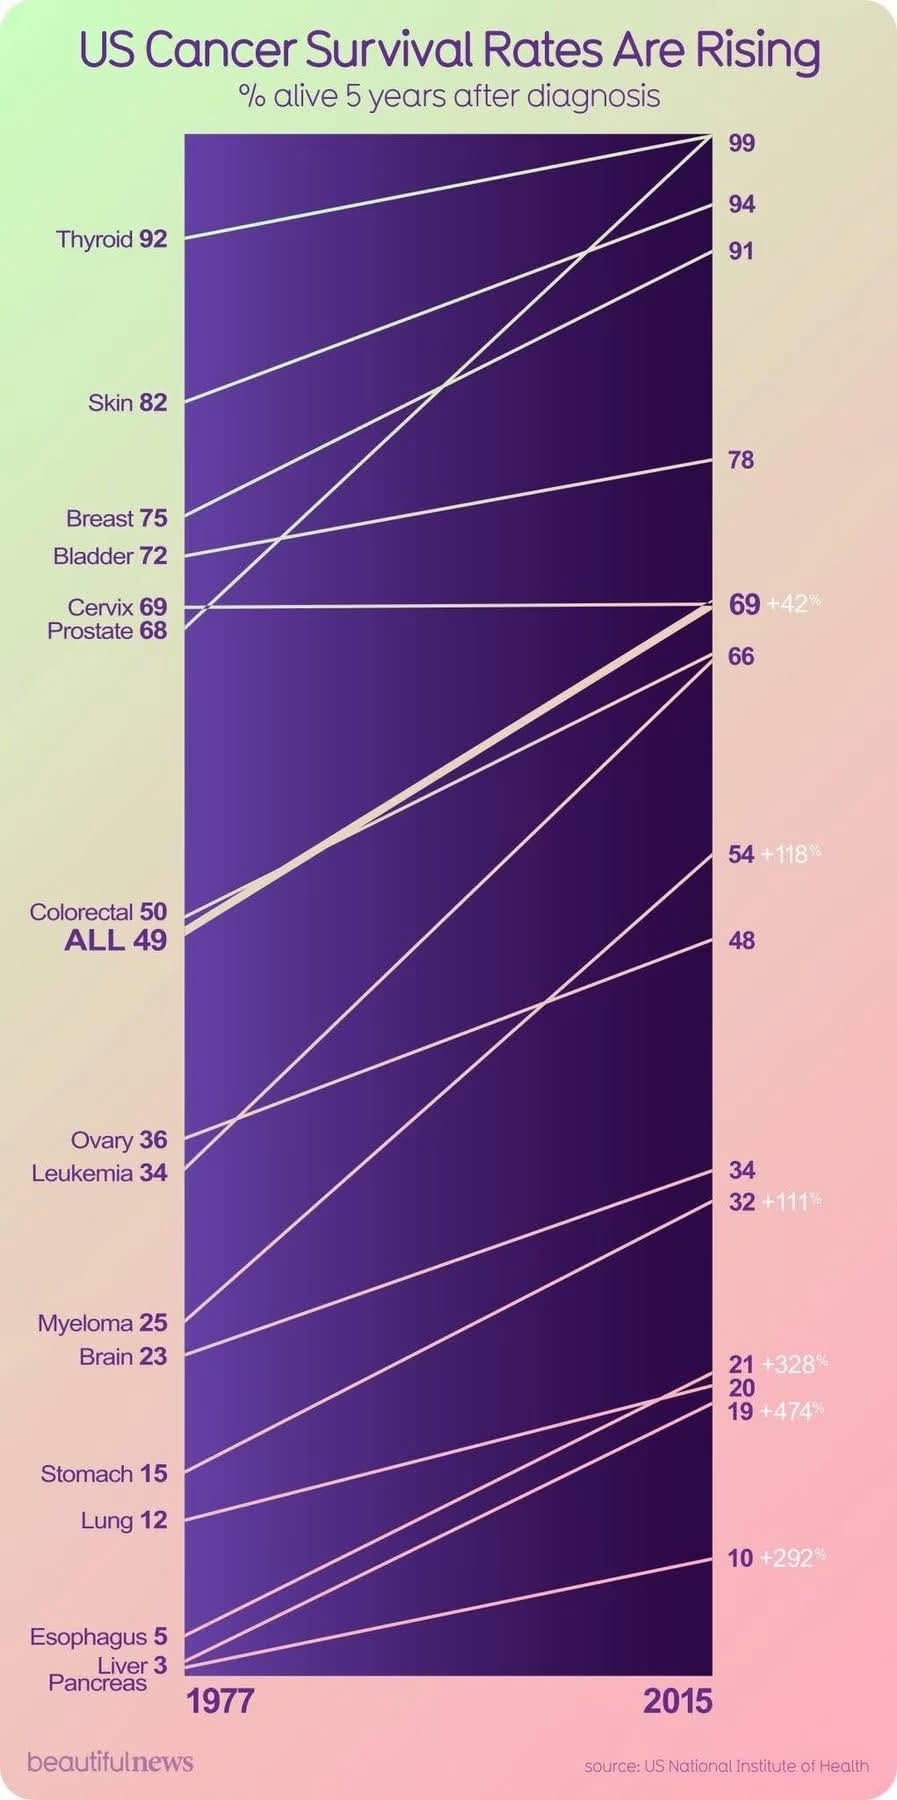 US Cancer Survival Rates Are Rising
% alive 5 years after diagnosis
99
94
Thyroid 92
91
Skin 82
78
Breast 75
Bladder 72
Cervix 69
69 +42%
Prostate 68
66
54 +118%
Colorectal 50
ALL 49
48
Ovary 36
Leukemia 34
34
32 +111%
Myeloma 25
Brain 23
21 +328%
20
19 +474%
Stomach 15
Lung 12
10 +292%
Esophagus 5
Liver 3
Pancreas
1977
2015
beautifulnews
source: US National Institute of Health